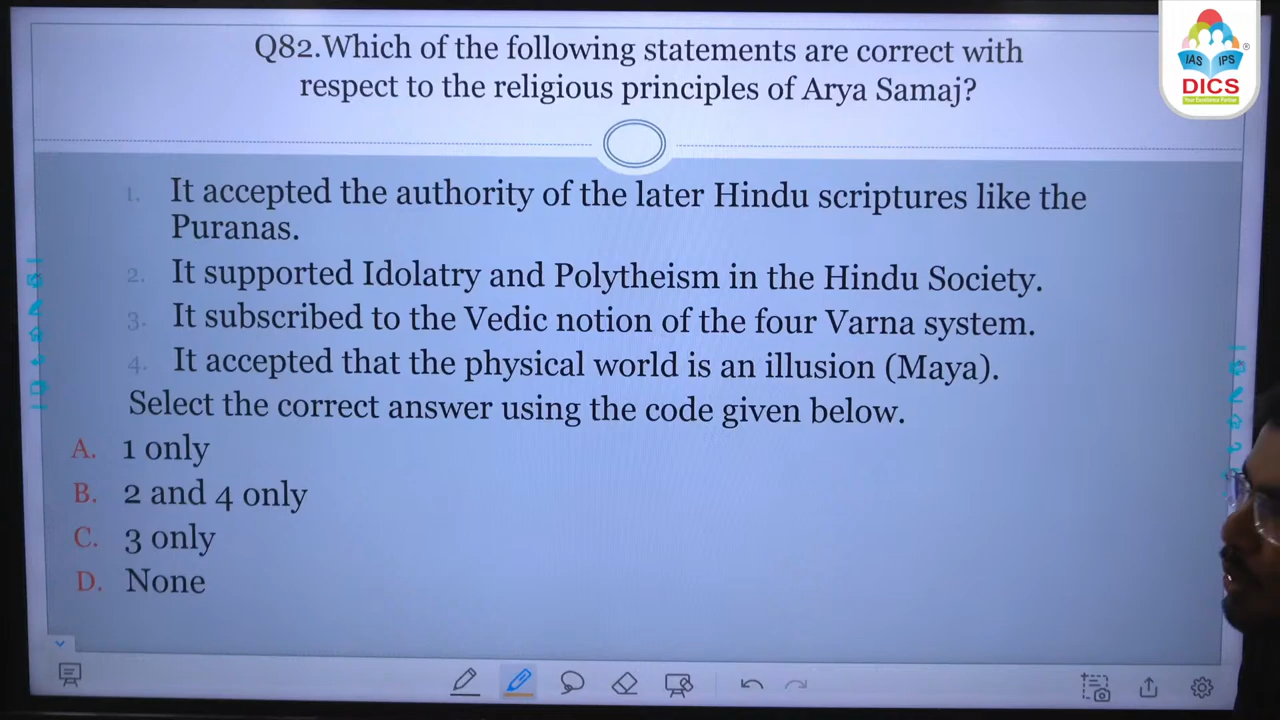 Q82.Which of the following statements are correct with
respect to the religious principles of Arya Samaj?
IAS IPS
DICS
Your Excellence Partner
1. It accepted the authority of the later Hindu scriptures like the
Puranas.
2. It supported Idolatry and Polytheism in the Hindu Society.
3. It subscribed to the Vedic notion of the four Varna system.
4. It accepted that the physical world is an illusion (Maya).
Select the correct answer using the code given below.
A. 1 only
B. 2 and 4 only
C. 3 only
D. None